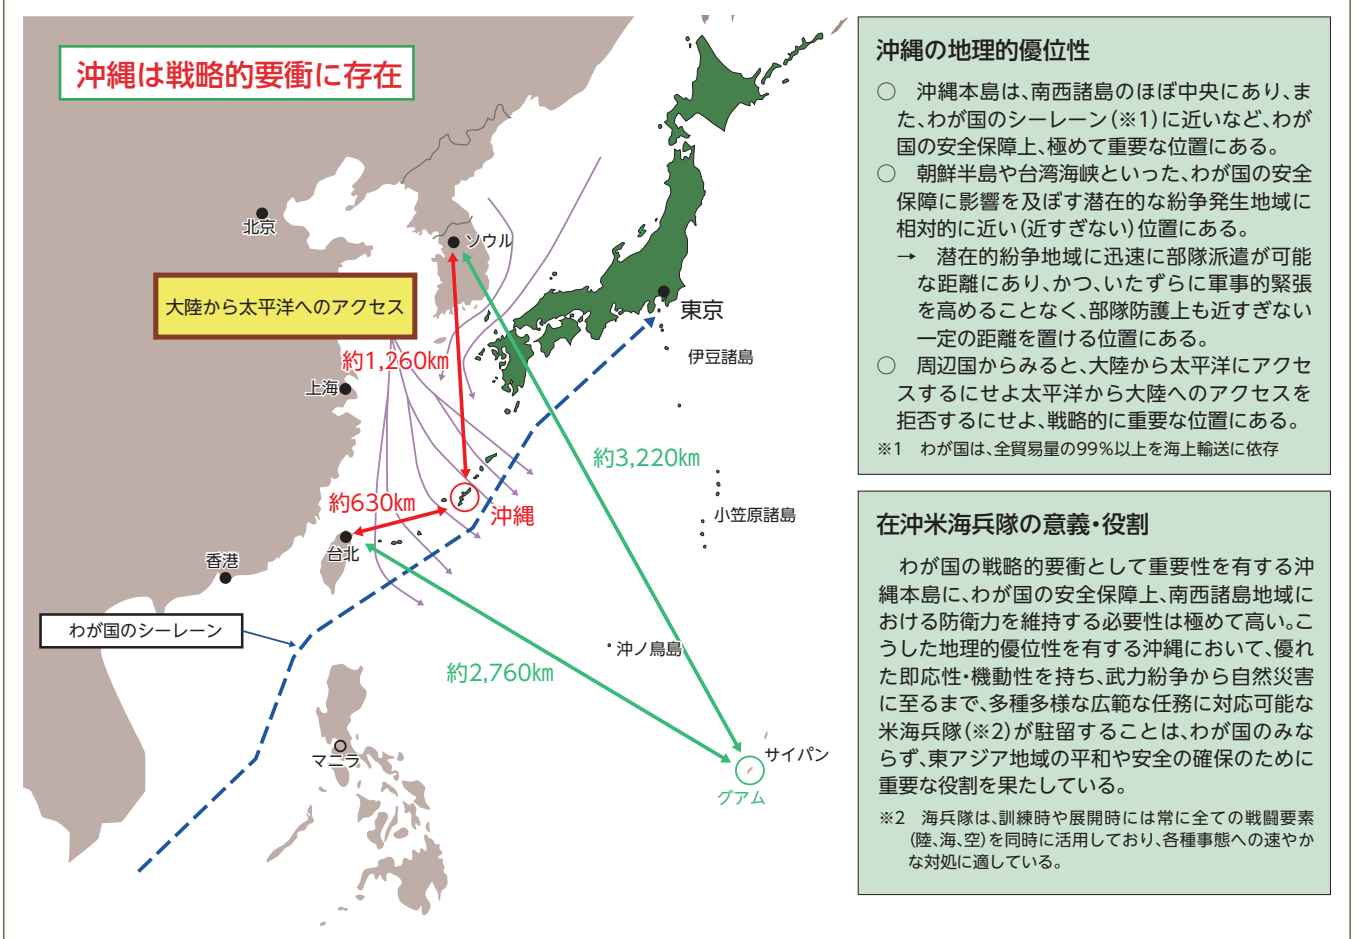 沖縄は戦略的要衝に存在
北京
ソウル
大陸から太平洋へのアクセス
東京
伊豆諸島
約1,260km
上海
約3,220km
約630km
沖縄
小笠原諸島
台北
香港
わが国のシーレーン
沖ノ鳥島
約2,760km
マニラ
サイパン
グアム
沖縄の地理的優位性
○ 沖縄本島は、南西諸島のほぼ中央にあり、ま
た、わが国のシーレーン(※1)に近いなど、わが
国の安全保障上、極めて重要な位置にある。
○ 朝鮮半島や台湾海峡といった、わが国の安全
保障に影響を及ぼす潜在的な紛争発生地域に
相対的に近い(近すぎない)位置にある。
→ 潜在的紛争地域に迅速に部隊派遣が可能
な距離にあり、かつ、いたずらに軍事的緊張
を高めることなく、部隊防護上も近すぎない
一定の距離を置ける位置にある。
○ 周辺国からみると、大陸から太平洋にアクセ
スするにせよ太平洋から大陸へのアクセスを
拒否するにせよ、戦略的に重要な位置にある。
※1 わが国は、全貿易量の99%以上を海上輸送に依存
在沖米海兵隊の意義・役割
わが国の戦略的要衝として重要性を有する沖
縄本島に、わが国の安全保障上、南西諸島地域に
おける防衛力を維持する必要性は極めて高い。こ
うした地理的優位性を有する沖縄において、優れ
た即応性・機動性を持ち、武力紛争から自然災害
に至るまで、多種多様な広範な任務に対応可能な
米海兵隊(※2)が駐留することは、わが国のみな
らず、東アジア地域の平和や安全の確保のために
重要な役割を果たしている。
※2 海兵隊は、訓練時や展開時には常に全ての戦闘要素
(陸、海、空)を同時に活用しており、各種事態への速やか
な対処に適している。